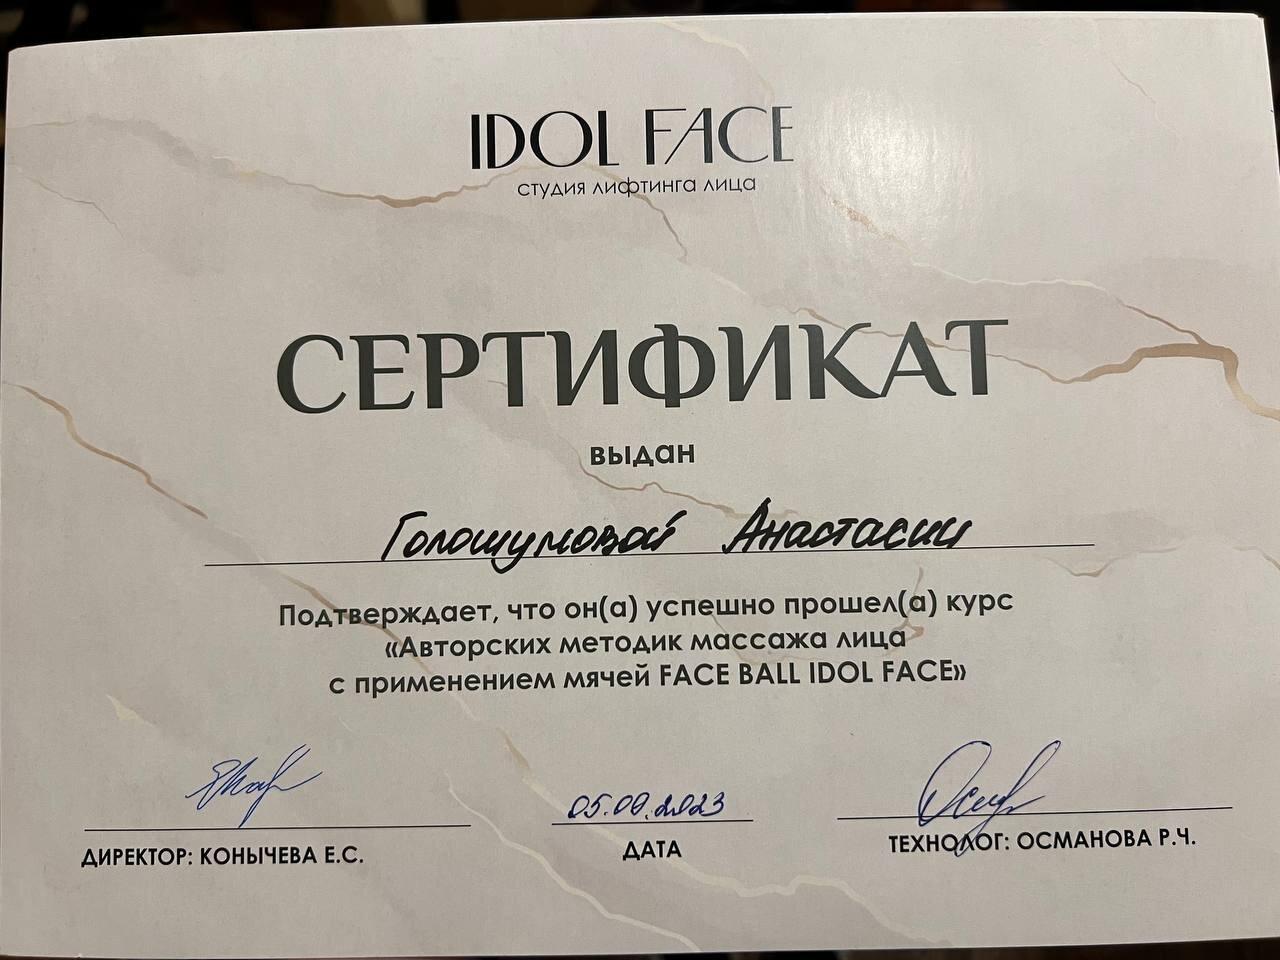 IDOL FACE
студия лифтинга лица
СЕРТИФИКАТ
выдан
Голошумовой Анастасии
Подтверждает, что он(а) успешно прошел(а) курс
«Авторских методик массажа лица
с применением мячей FACE BALL IDOL FACE»
05.09.2023
ДИРЕКТОР: КОНЫЧЕВА Е.С.
ДАТА
ТЕХНОЛОГ: ОСМАНОВА Р.Ч.